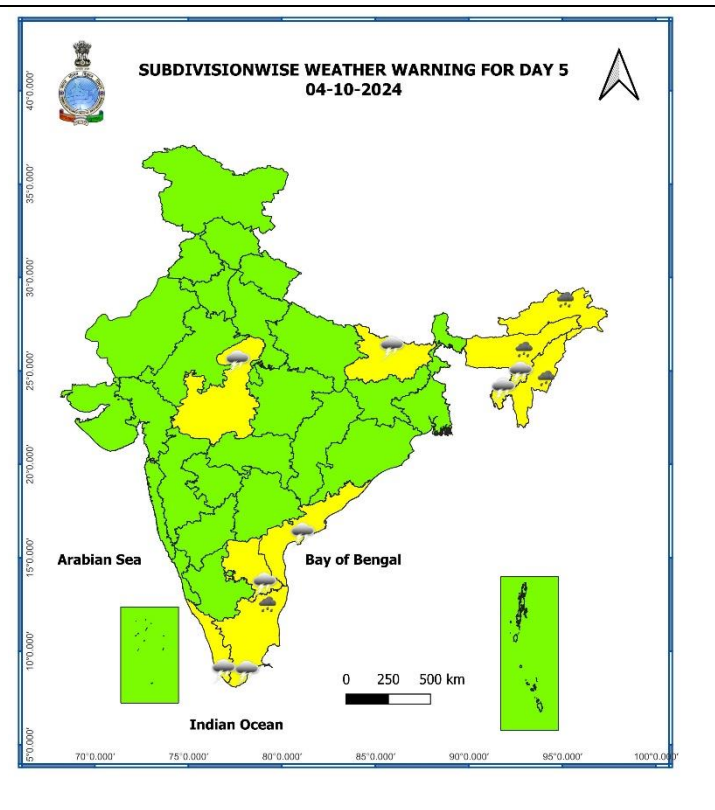 SUBDIVISIONWISE WEATHER WARNING FOR DAY 5
04-10-2024
40°0.000'
35°0.000'
30°0.000'
25°0.000'
20°0.000'
15°0.000'
10°0.000'
5°0.000'
Arabian Sea
Bay of Bengal
0 250 500 km
Indian Ocean
70°0.000' 75°0.000' 80°0.000' 85°0.000' 90°0.000' 95°0.000' 100°0.000'